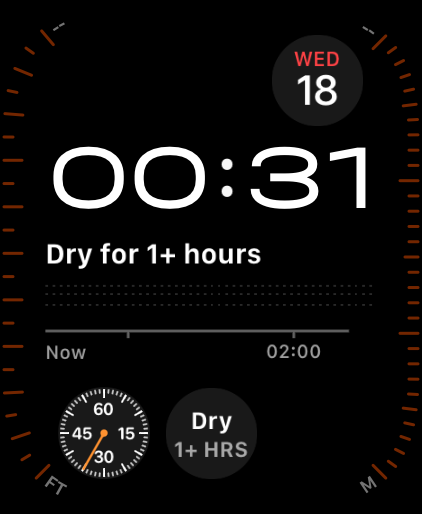 --
--
WED
18
00:31
Dry for 1+ hours
Now
02:00
60
45
15
30
Dry
1+ HRS
FT
M